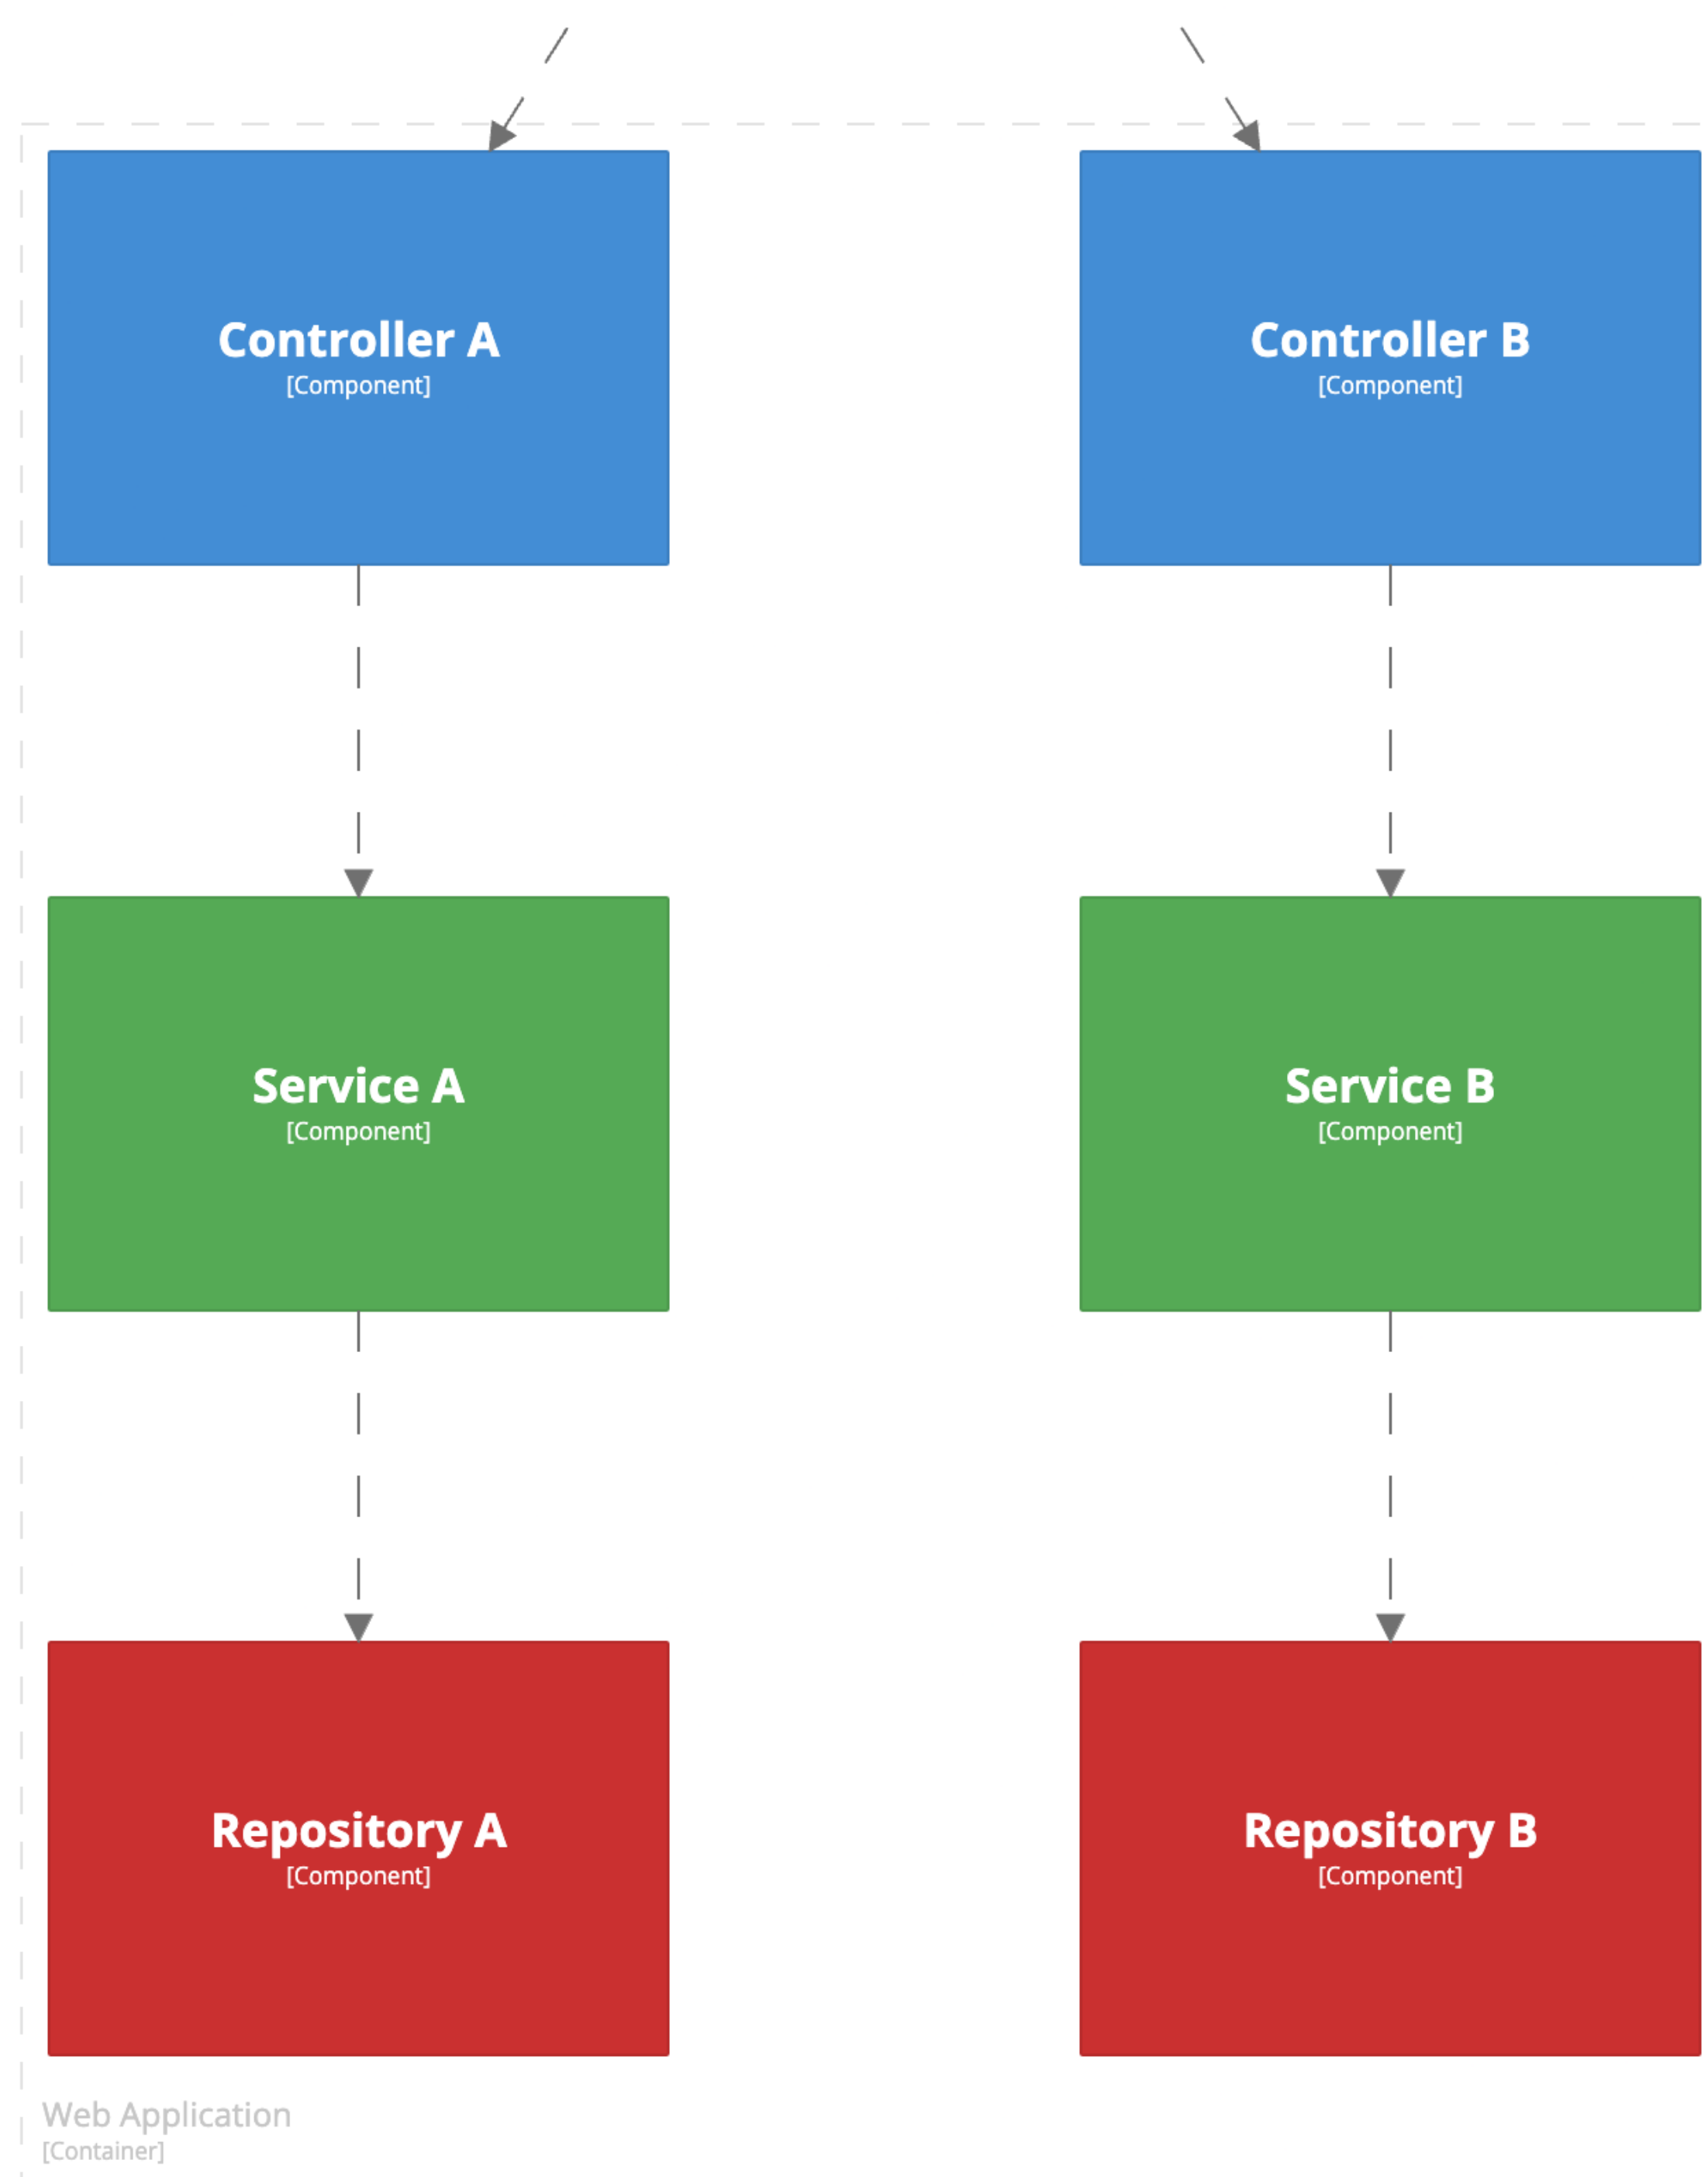 Controller A
[Component]
Controller B
[Component]
Service A
[Component]
Service B
[Component]
Repository A
[Component]
Repository B
[Component]
Web Application
[Container]